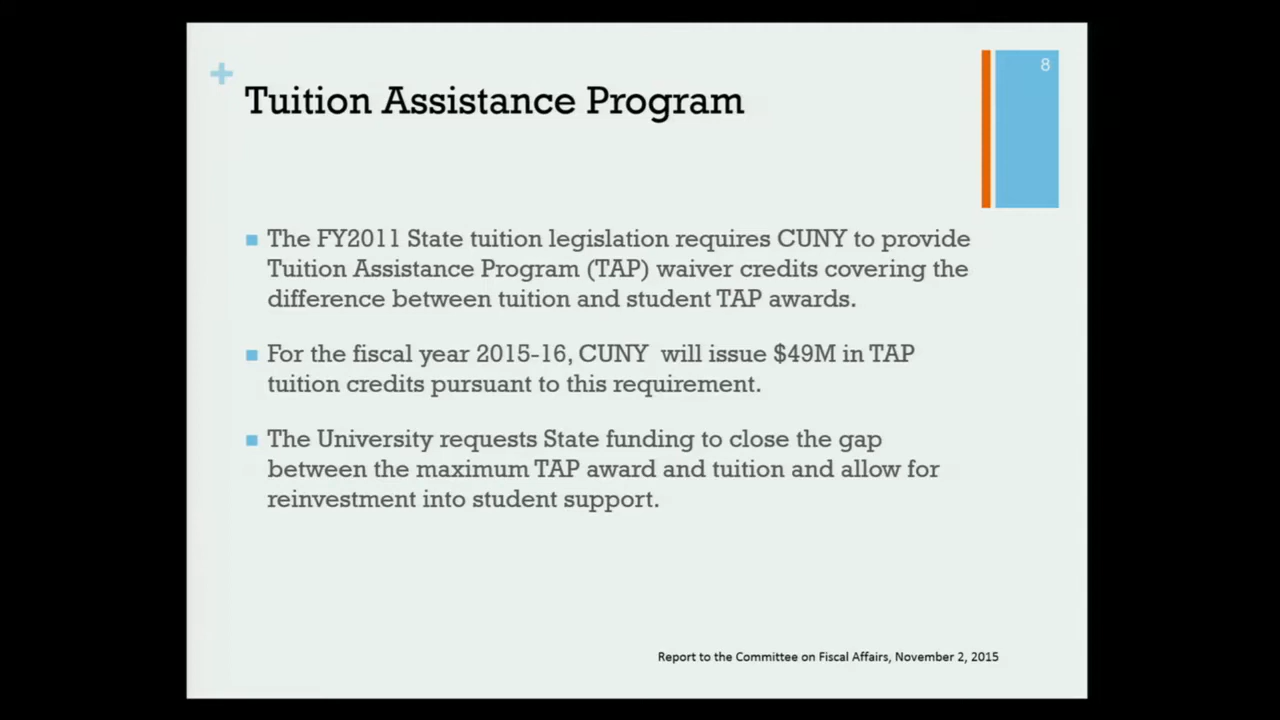 8
Tuition Assistance Program
The FY2011 State tuition legislation requires CUNY to provide
Tuition Assistance Program (TAP) waiver credits covering the
difference between tuition and student TAP awards.
For the fiscal year 2015-16, CUNY will issue $49M in TAP
tuition credits pursuant to this requirement.
The University requests State funding to close the gap
between the maximum TAP award and tuition and allow for
reinvestment into student support.
Report to the Committee on Fiscal Affairs, November 2, 2015